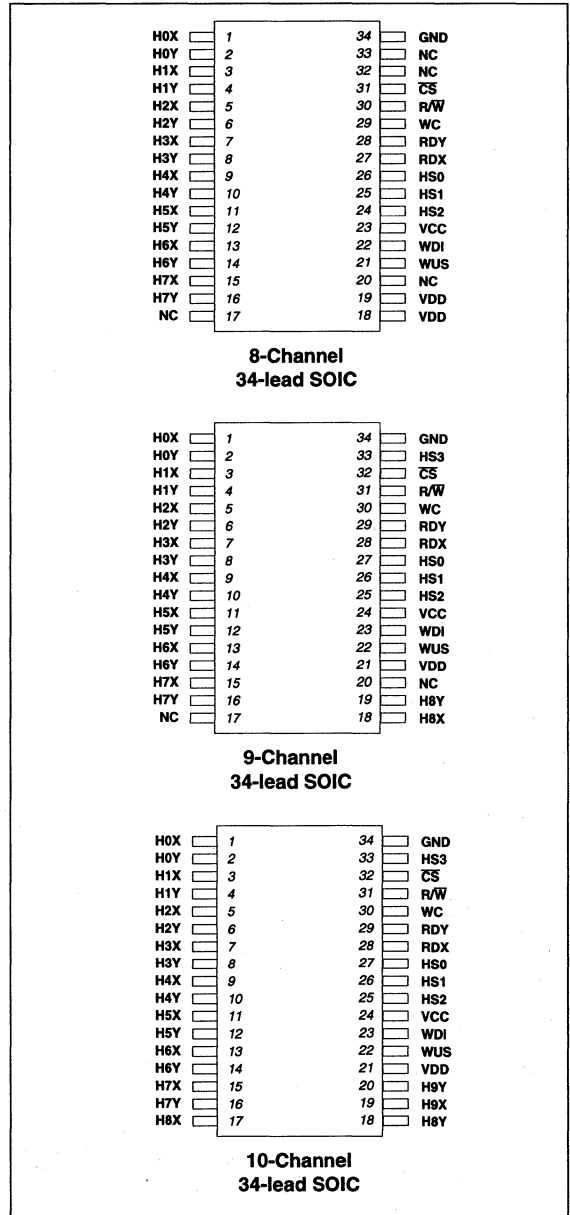 H0X 1 34 GND
H0Y 2 33 NC
H1X 3 32 NC
H1Y 4 31 C̅S̅
H2X 5 30 R/W̅
H2Y 6 29 WC
H3X 7 28 RDY
H3Y 8 27 RDX
H4X 9 26 HS0
H4Y 10 25 HS1
H5X 11 24 HS2
H5Y 12 23 VCC
H6X 13 22 WDI
H6Y 14 21 WUS
H7X 15 20 NC
H7Y 16 19 VDD
NC 17 18 VDD
8-Channel
34-lead SOIC
H0X 1 34 GND
H0Y 2 33 HS3
H1X 3 32 C̅S̅
H1Y 4 31 R/W̅
H2X 5 30 WC
H2Y 6 29 RDY
H3X 7 28 RDX
H3Y 8 27 HS0
H4X 9 26 HS1
H4Y 10 25 HS2
H5X 11 24 VCC
H5Y 12 23 WDI
H6X 13 22 WUS
H6Y 14 21 VDD
H7X 15 20 NC
H7Y 16 19 H8Y
NC 17 18 H8X
9-Channel
34-lead SOIC
H0X 1 34 GND
H0Y 2 33 HS3
H1X 3 32 C̅S̅
H1Y 4 31 R/W̅
H2X 5 30 WC
H2Y 6 29 RDY
H3X 7 28 RDX
H3Y 8 27 HS0
H4X 9 26 HS1
H4Y 10 25 HS2
H5X 11 24 VCC
H5Y 12 23 WDI
H6X 13 22 WUS
H6Y 14 21 VDD
H7X 15 20 H9Y
H7Y 16 19 H9X
H8X 17 18 H8Y
10-Channel
34-lead SOIC